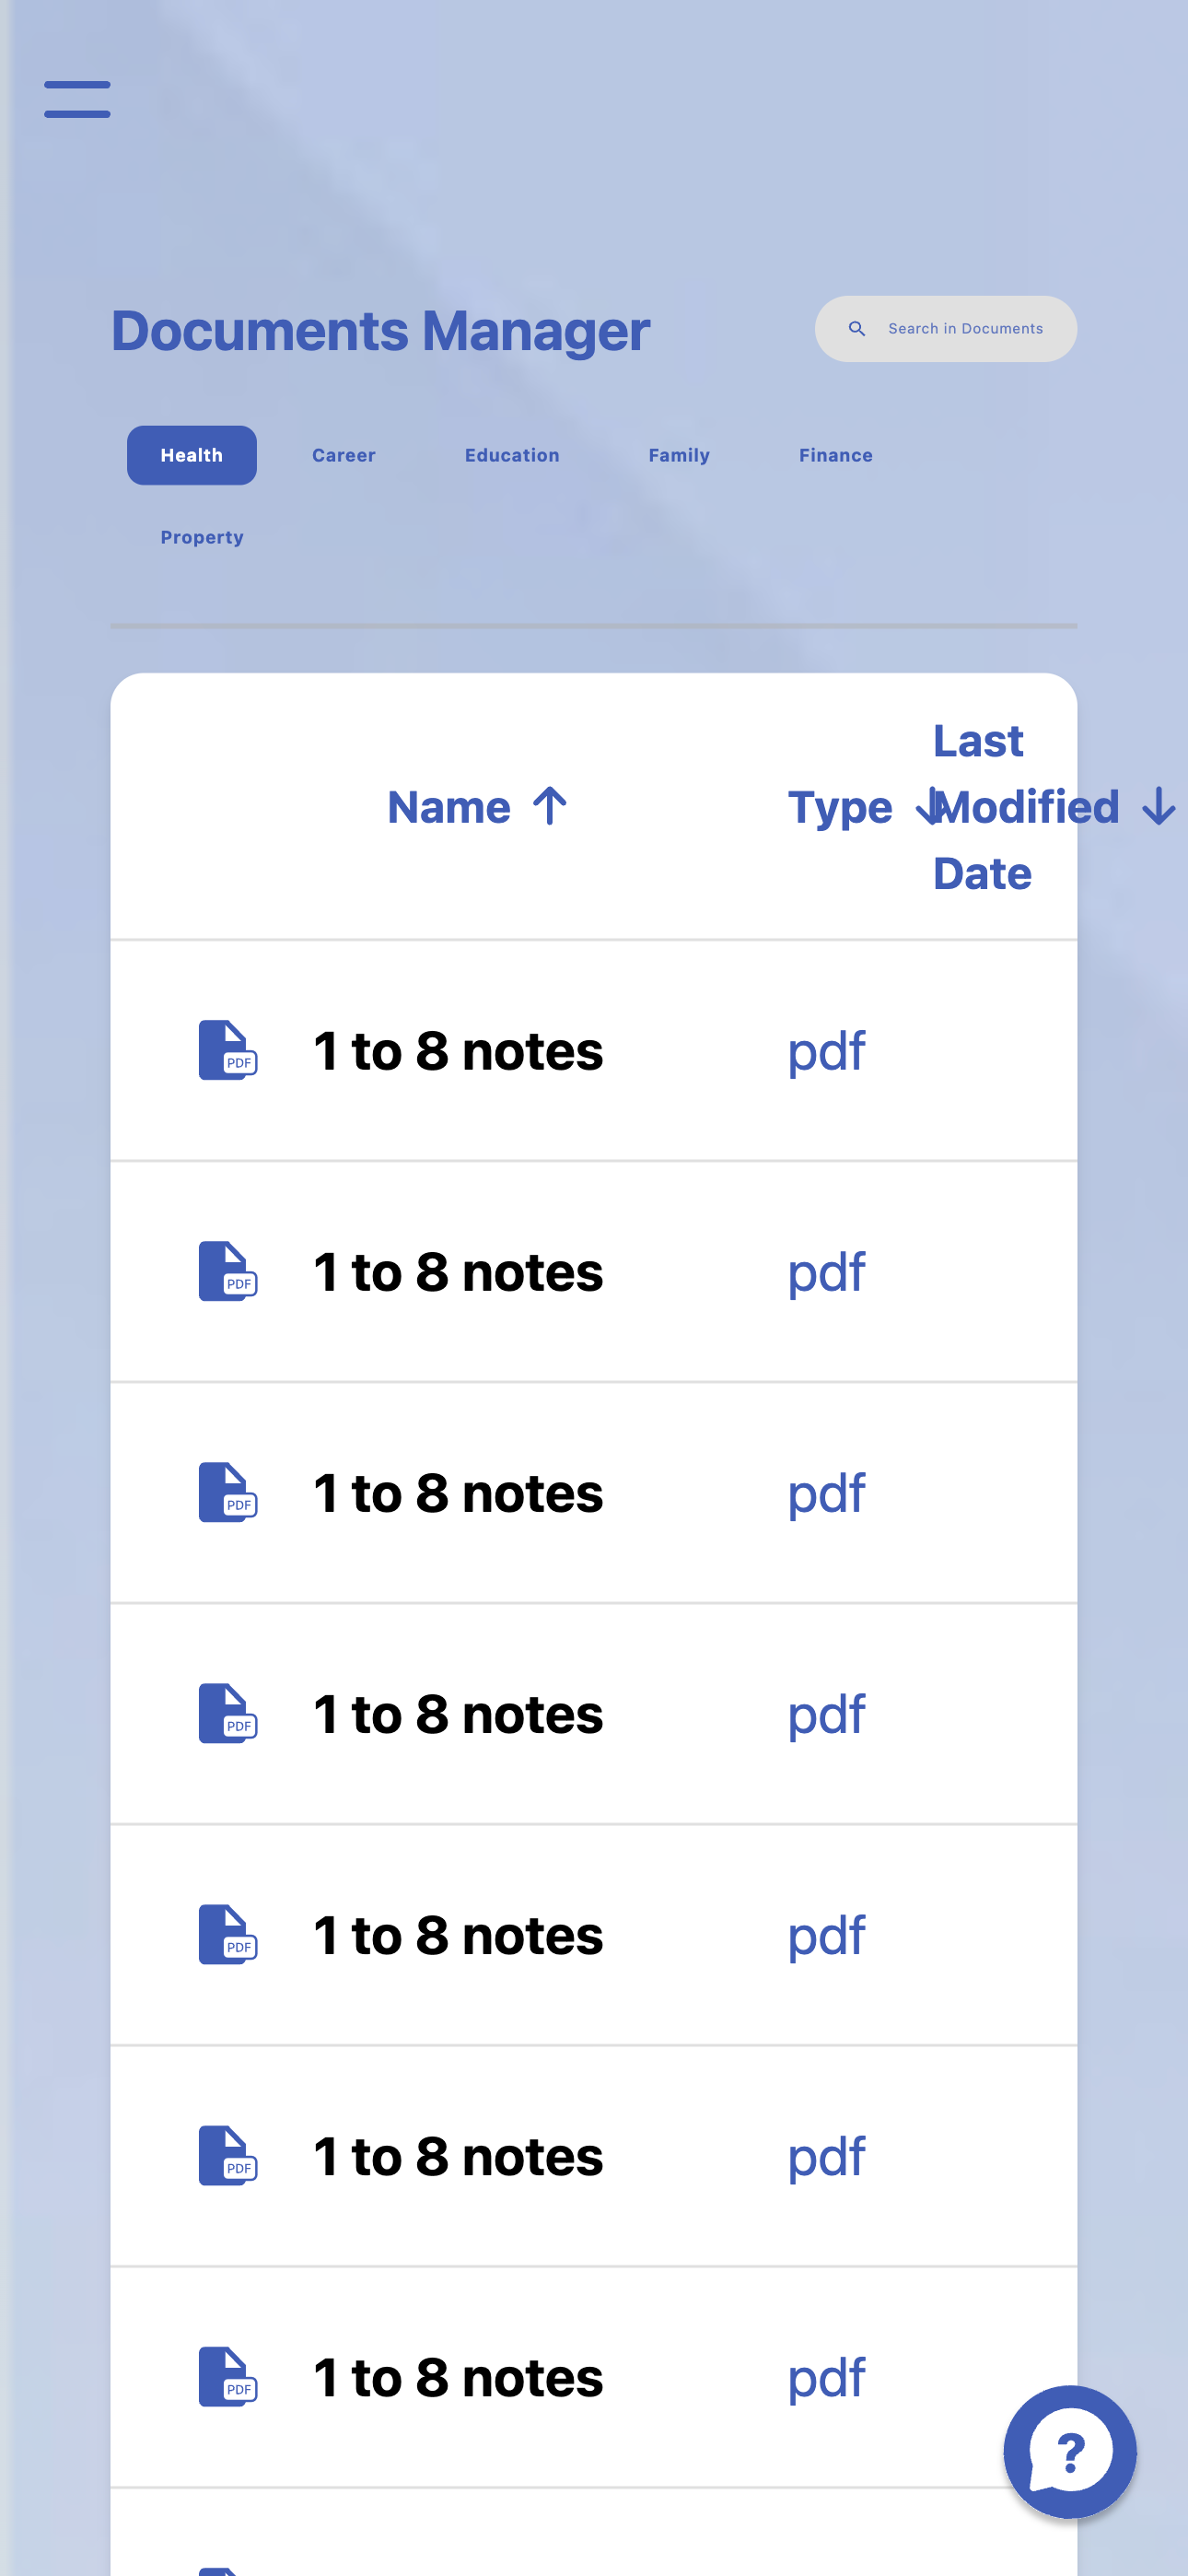 Documents Manager
Search in Documents
Health Career Education Family Finance
Property
Name Type Last Modified Date
PDF 1 to 8 notes pdf
PDF 1 to 8 notes pdf
PDF 1 to 8 notes pdf
PDF 1 to 8 notes pdf
PDF 1 to 8 notes pdf
PDF 1 to 8 notes pdf
PDF 1 to 8 notes pdf
?